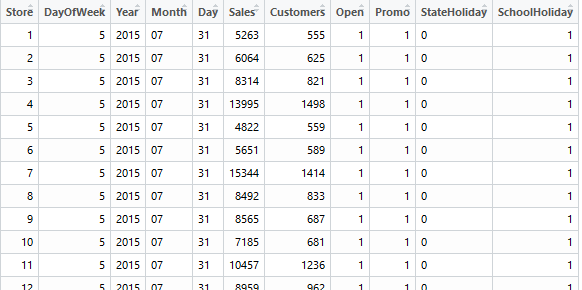 Store DayOfWeek Year Month Day Sales Customers Open Promo StateHoliday SchoolHoliday
1 5 2015 07 31 5263 555 1 1 0 1
2 5 2015 07 31 6064 625 1 1 0 1
3 5 2015 07 31 8314 821 1 1 0 1
4 5 2015 07 31 13995 1498 1 1 0 1
5 5 2015 07 31 4822 559 1 1 0 1
6 5 2015 07 31 5651 589 1 1 0 1
7 5 2015 07 31 15344 1414 1 1 0 1
8 5 2015 07 31 8492 833 1 1 0 1
9 5 2015 07 31 8565 687 1 1 0 1
10 5 2015 07 31 7185 681 1 1 0 1
11 5 2015 07 31 10457 1236 1 1 0 1
12 5 2015 07 31 8959 962 1 1 0 1